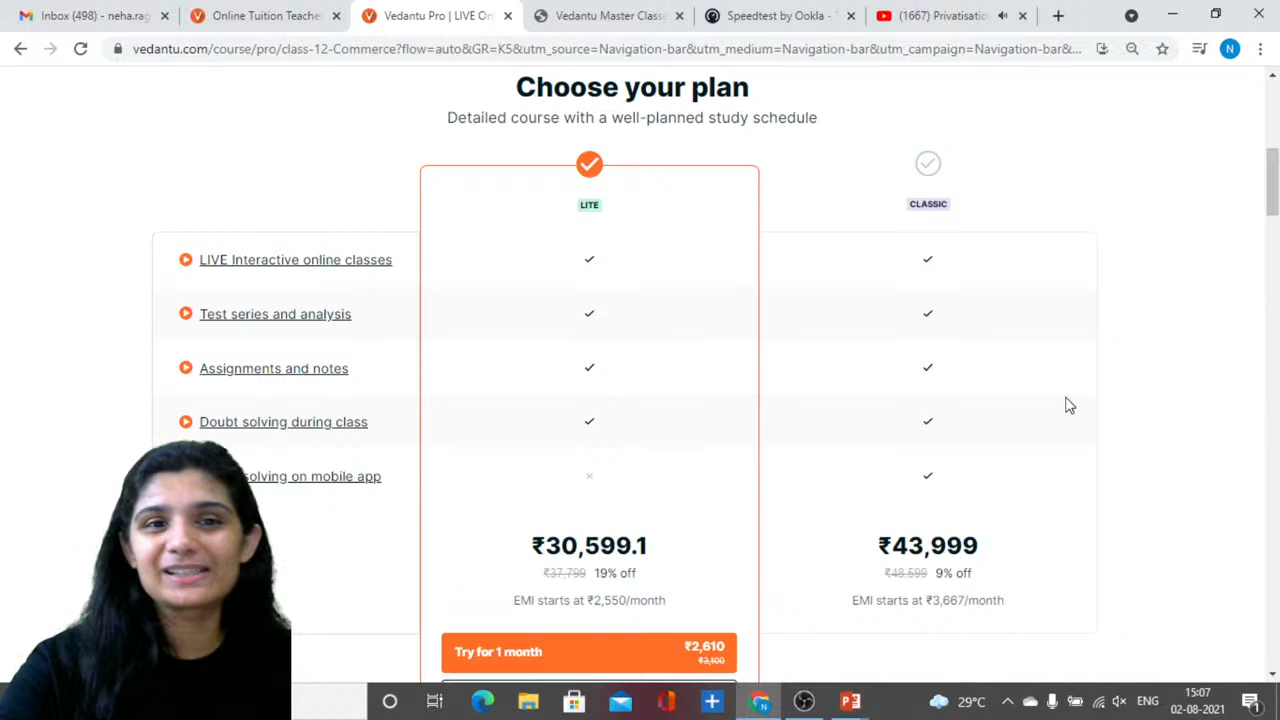 Inbox (498) - neha.rag
Online Tuition Teache
Vedantu Pro | LIVE On
Vedantu Master Classe
Speedtest by Ookla -
(1667) Privatisatio
vedantu.com/course/pro/class-12-Commerce?flow=auto&GR=K5&utm_source=Navigation-bar&utm_medium=Navigation-bar&utm_campaign=Navigation-bar&...
N
Choose your plan
Detailed course with a well-planned study schedule
LITE
CLASSIC
LIVE Interactive online classes
Test series and analysis
Assignments and notes
Doubt solving during class
solving on mobile app
₹30,599.1
₹43,999
₹37,799 19% off
₹48,599 9% off
EMI starts at ₹2,550/month
EMI starts at ₹3,667/month
Try for 1 month
₹2,610
₹3,100
29°C
ENG
15:07
02-08-2021